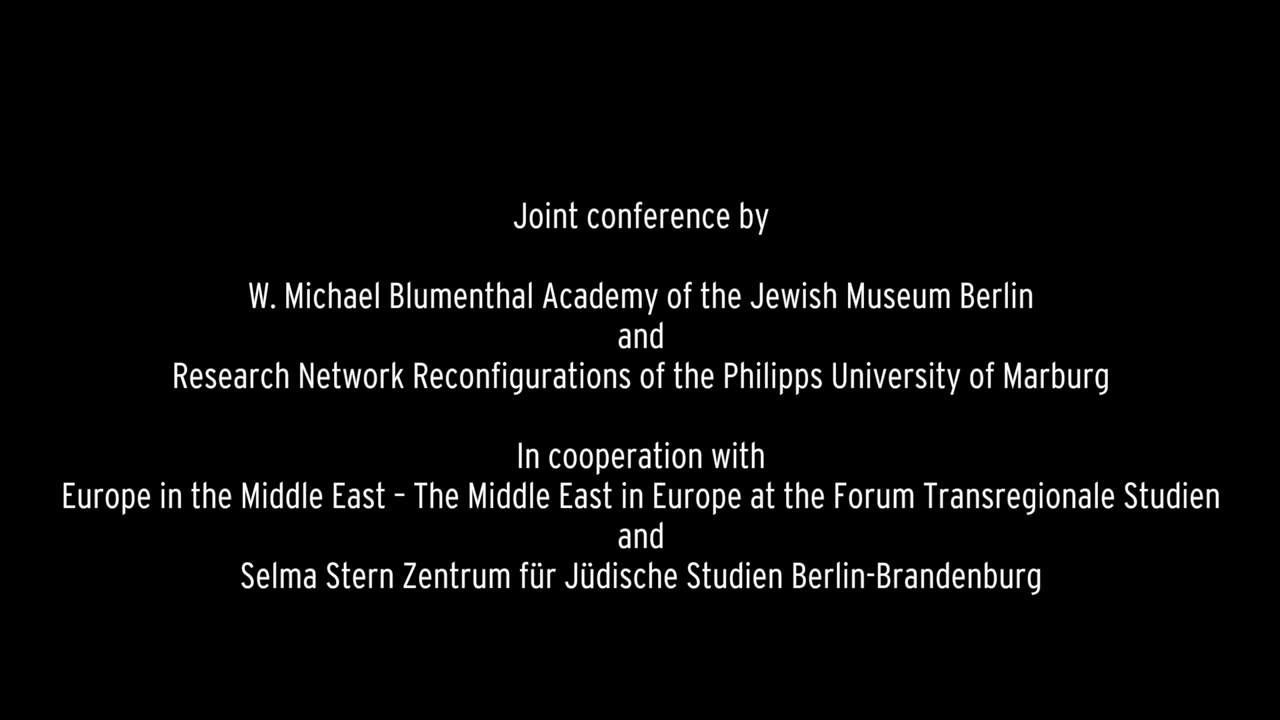 Joint conference by
W. Michael Blumenthal Academy of the Jewish Museum Berlin
and
Research Network Reconfigurations of the Philipps University of Marburg
In cooperation with
Europe in the Middle East – The Middle East in Europe at the Forum Transregionale Studien
and
Selma Stern Zentrum für Jüdische Studien Berlin-Brandenburg